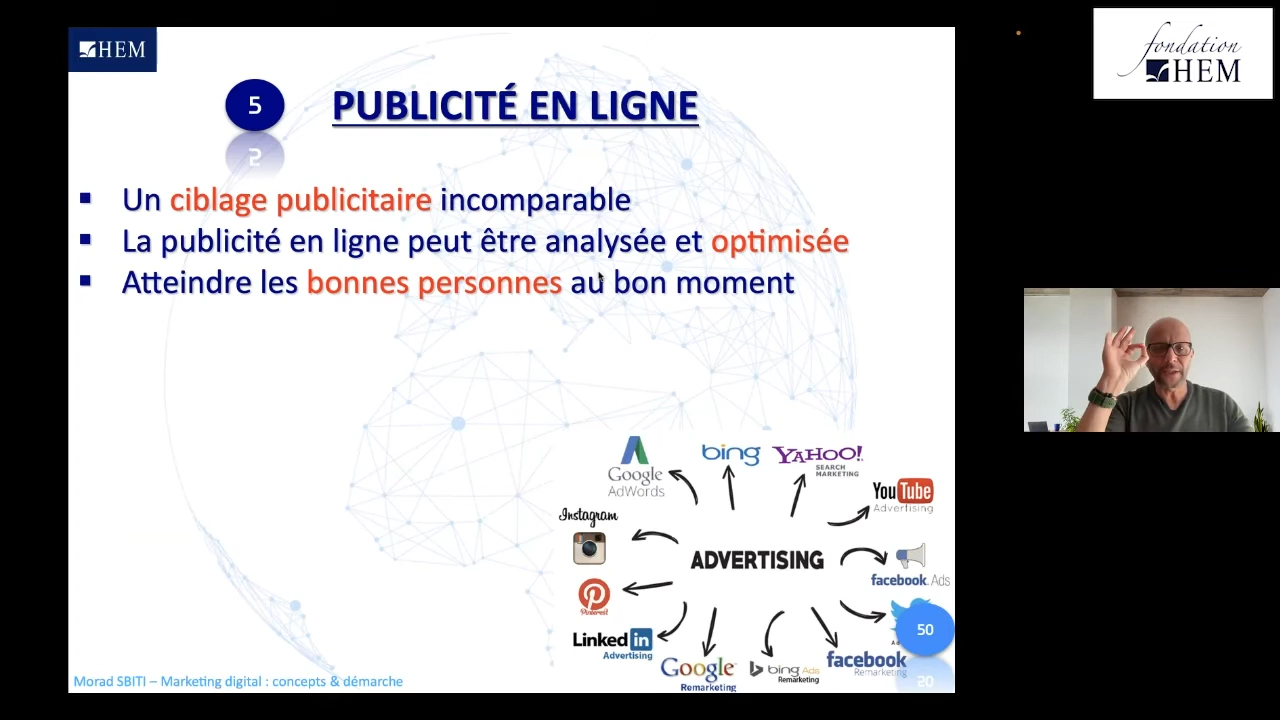 HEM
fondation
HEM
5
PUBLICITÉ EN LIGNE
Un ciblage publicitaire incomparable
La publicité en ligne peut être analysée et optimisée
Atteindre les bonnes personnes au bon moment
Google
AdWords
bing
YAHOO!
SEARCH
MARKETING
YouTube
Advertising
Instagram
ADVERTISING
facebook Ads
Pinterest
Linked in
Advertising
Google
Remarketing
bing Ads
Remarketing
facebook
Remarketing
50
Morad SBITI – Marketing digital : concepts & démarche